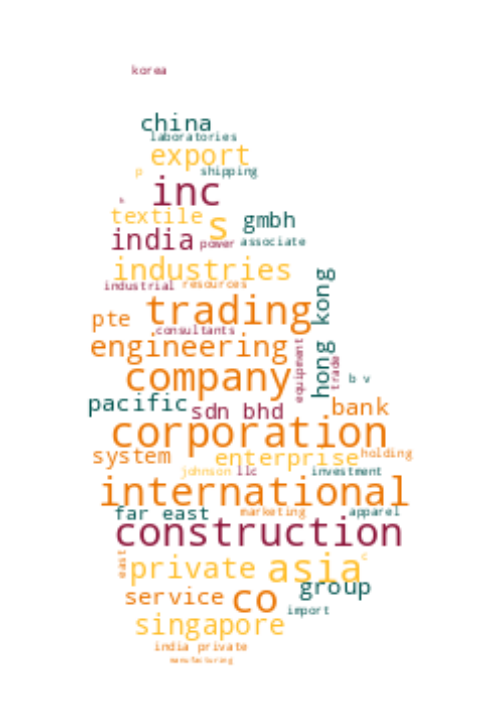 korea
china
laboratories
export
p shipping
inc
s
textile s gmbh
india power associate
industries
industrial resources
hong kong
pte trading
consultants
engineering
equipment
trade
company b v
pacific sdn bhd bank
corporation
system enterprise holding
johnson llc investment
international
far east marketing apparel
construction
east private asia c
service co group
import
singapore
india private
manufacturing